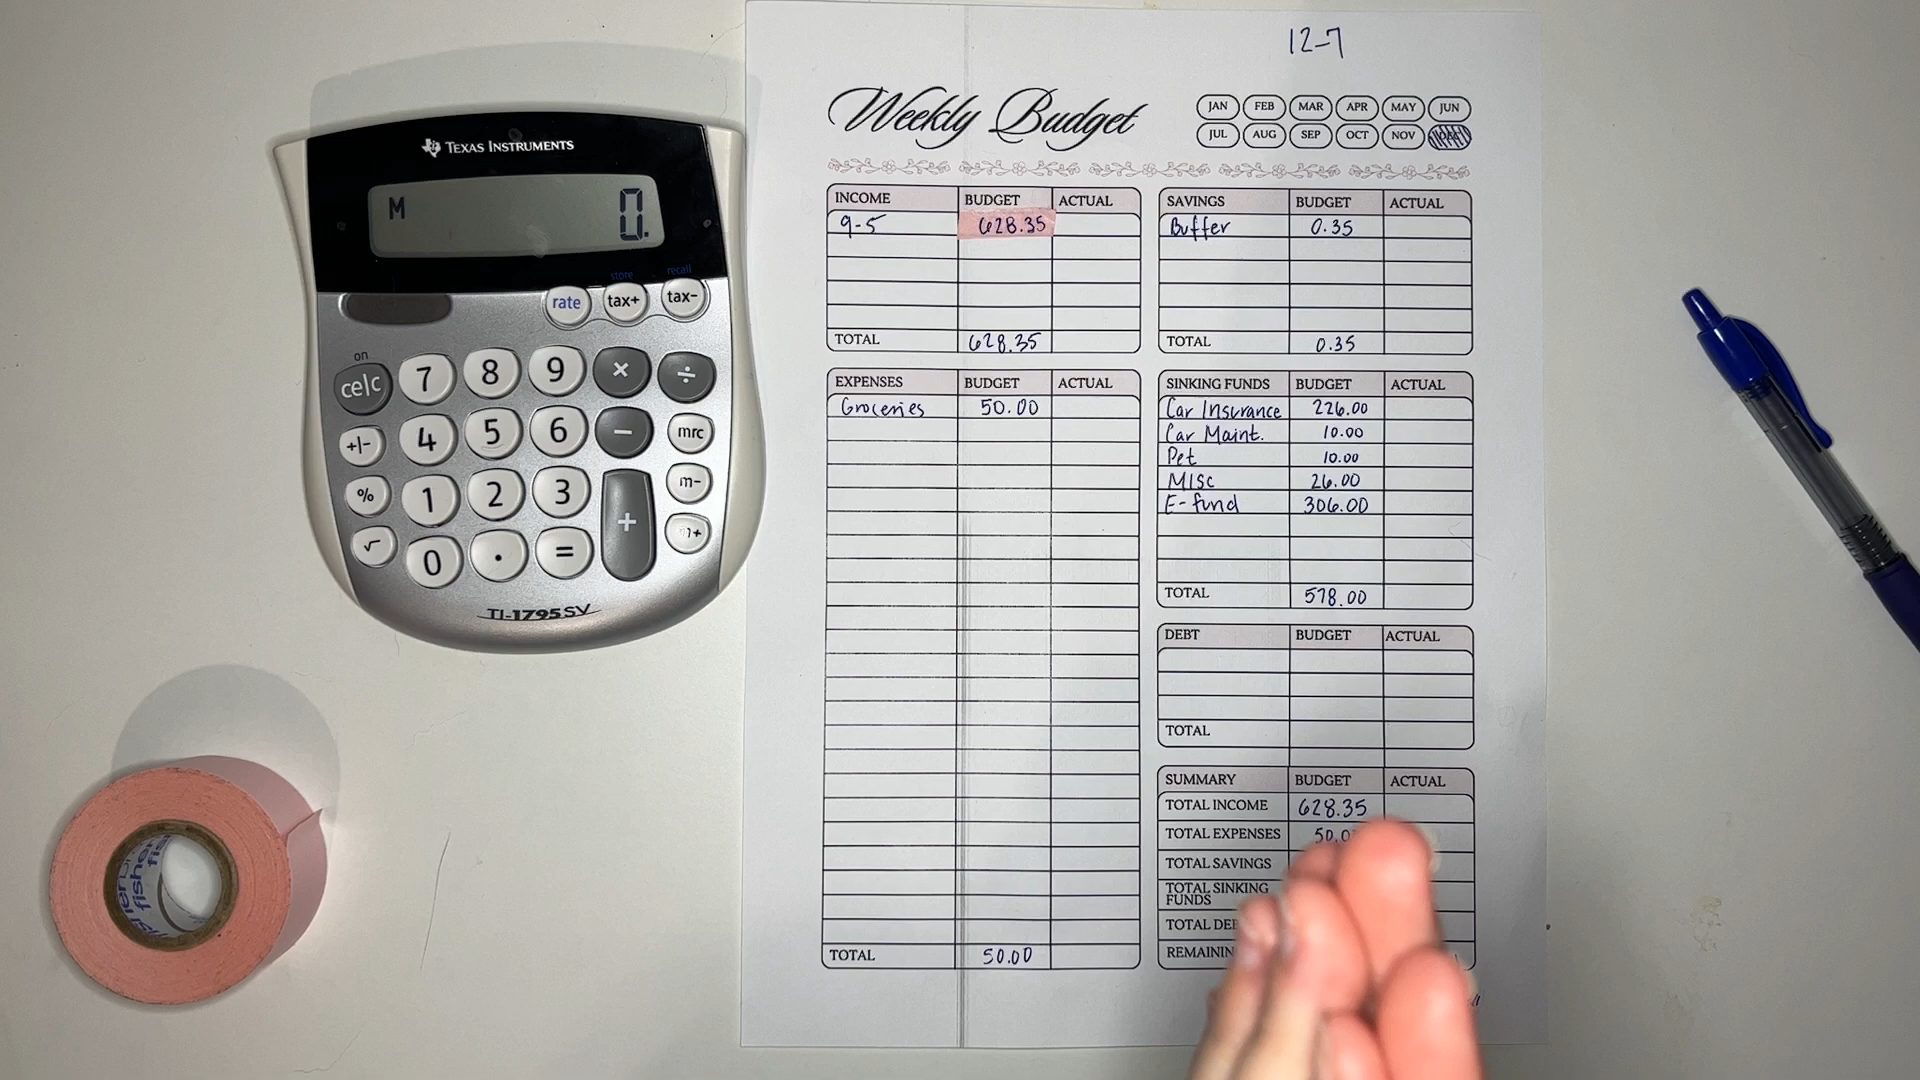 12-7
Weekly Budget
JAN FEB MAR APR MAY JUN
JUL AUG SEP OCT NOV
TEXAS INSTRUMENTS
M 0.
store recall
rate tax+ tax-
on
ce|c 7 8 9 × ÷
+|- 4 5 6 − mrc
% 1 2 3 + m-
√ 0 . =
TI-1795 SV
INCOME BUDGET ACTUAL
9-5 628.35
TOTAL 628.35
EXPENSES BUDGET ACTUAL
Groceries 50.00
TOTAL 50.00
SAVINGS BUDGET ACTUAL
Buffer 0.35
TOTAL 0.35
SINKING FUNDS BUDGET ACTUAL
Car Insurance 226.00
Car Maint. 10.00
Pet 10.00
MIsc 26.00
E-fund 306.00
TOTAL 578.00
DEBT BUDGET ACTUAL
TOTAL
SUMMARY BUDGET ACTUAL
TOTAL INCOME 628.35
TOTAL EXPENSES
TOTAL SAVINGS
TOTAL SINKING
FUNDS
TOTAL